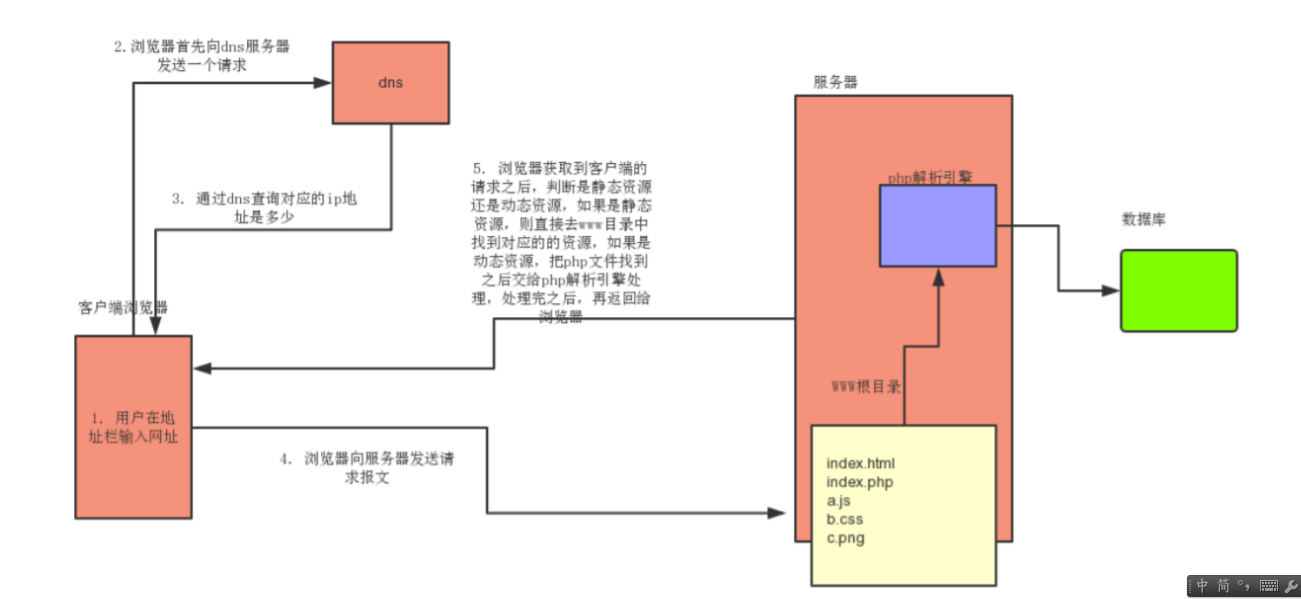 2.浏览器首先向dns服务器
发送一个请求
dns
服务器
3. 通过dns查询对应的ip地
址是多少
5. 浏览器获取到客户端的
请求之后，判断是静态资源
还是动态资源，如果是静态
资源，则直接去www目录中
找到对应的的资源，如果是
动态资源，把php文件找到
之后交给php解析引擎处
理，处理完之后，再返回给
浏览器
php解析引擎
数据库
客户端浏览器
1. 用户在地
址栏输入网址
4. 浏览器向服务器发送请
求报文
WWW根目录
index.html
index.php
a.js
b.css
c.png
中 简 °,